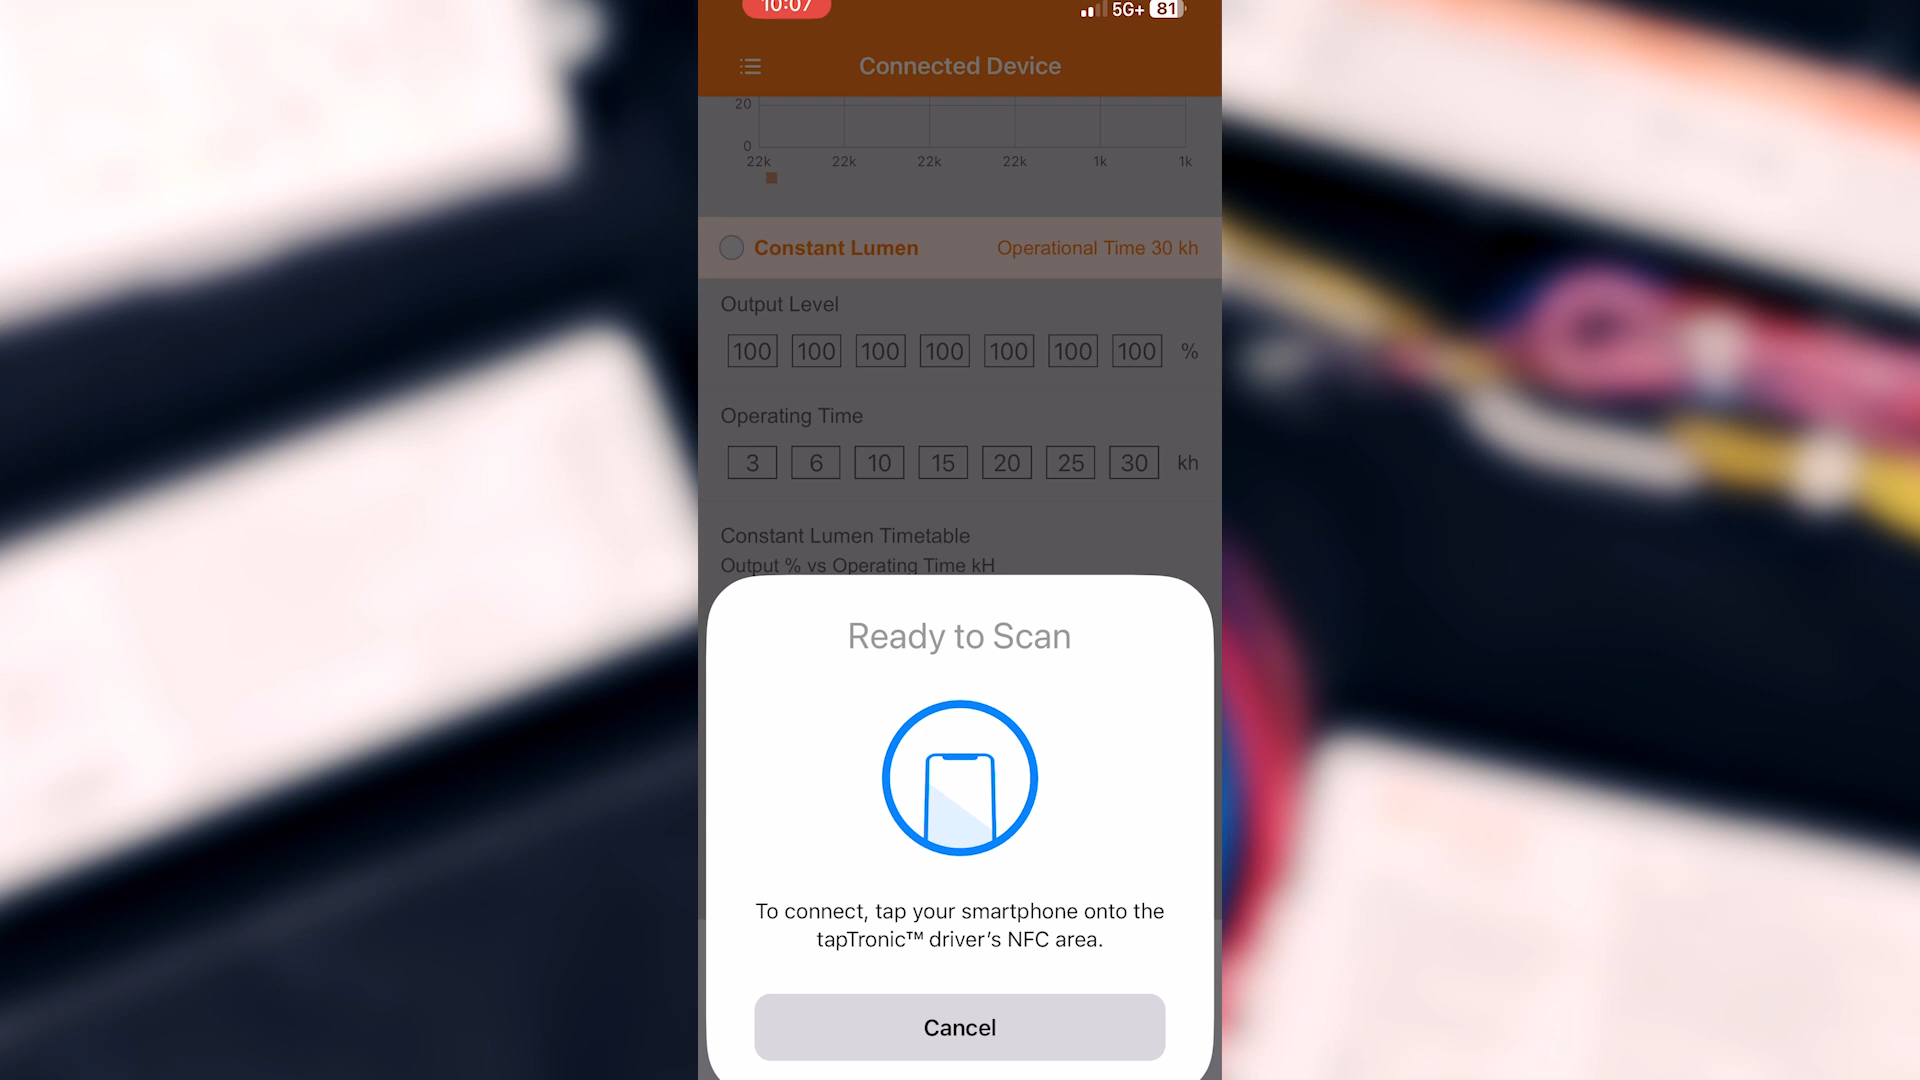 10:07 5G+ 81
Connected Device
20
0
22k 22k 22k 22k 1k 1k
Constant Lumen Operational Time 30 kh
Output Level
100 100 100 100 100 100 100 %
Operating Time
3 6 10 15 20 25 30 kh
Constant Lumen Timetable
Output % vs Operating Time kH
Ready to Scan
To connect, tap your smartphone onto the
tapTronic™ driver's NFC area.
Cancel